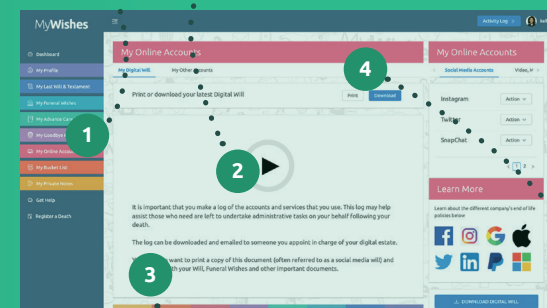 MyWishes
Activity Log
Dashboard
My Profile
My Last Will & Testament
My Funeral Wishes
My Advance Care
My Goodbye
My Online Accou
My Bucket List
My Private Notes
Get Help
Register a Death
1
My Online Accounts
My Digital Will
My Other
4
Print or download your latest Digital Will
Print
Download
2
It is important that you make a log of the accounts and services that you use. This log may help
assist those who need are left to undertake administrative tasks on your behalf following your
death.
The log can be downloaded and emailed to someone you appoint in charge of your digital estate.
want to print a copy of this document (often referred to as a social media will) and
with your Will, Funeral Wishes and other important documents.
3
My Online Accounts
Social Media Accounts
Video,
Instagram
Action
Twitter
Action
SnapChat
Action
1 2
Learn More
Learn about the different company's end of life
policies below
DOWNLOAD DIGITAL WILL